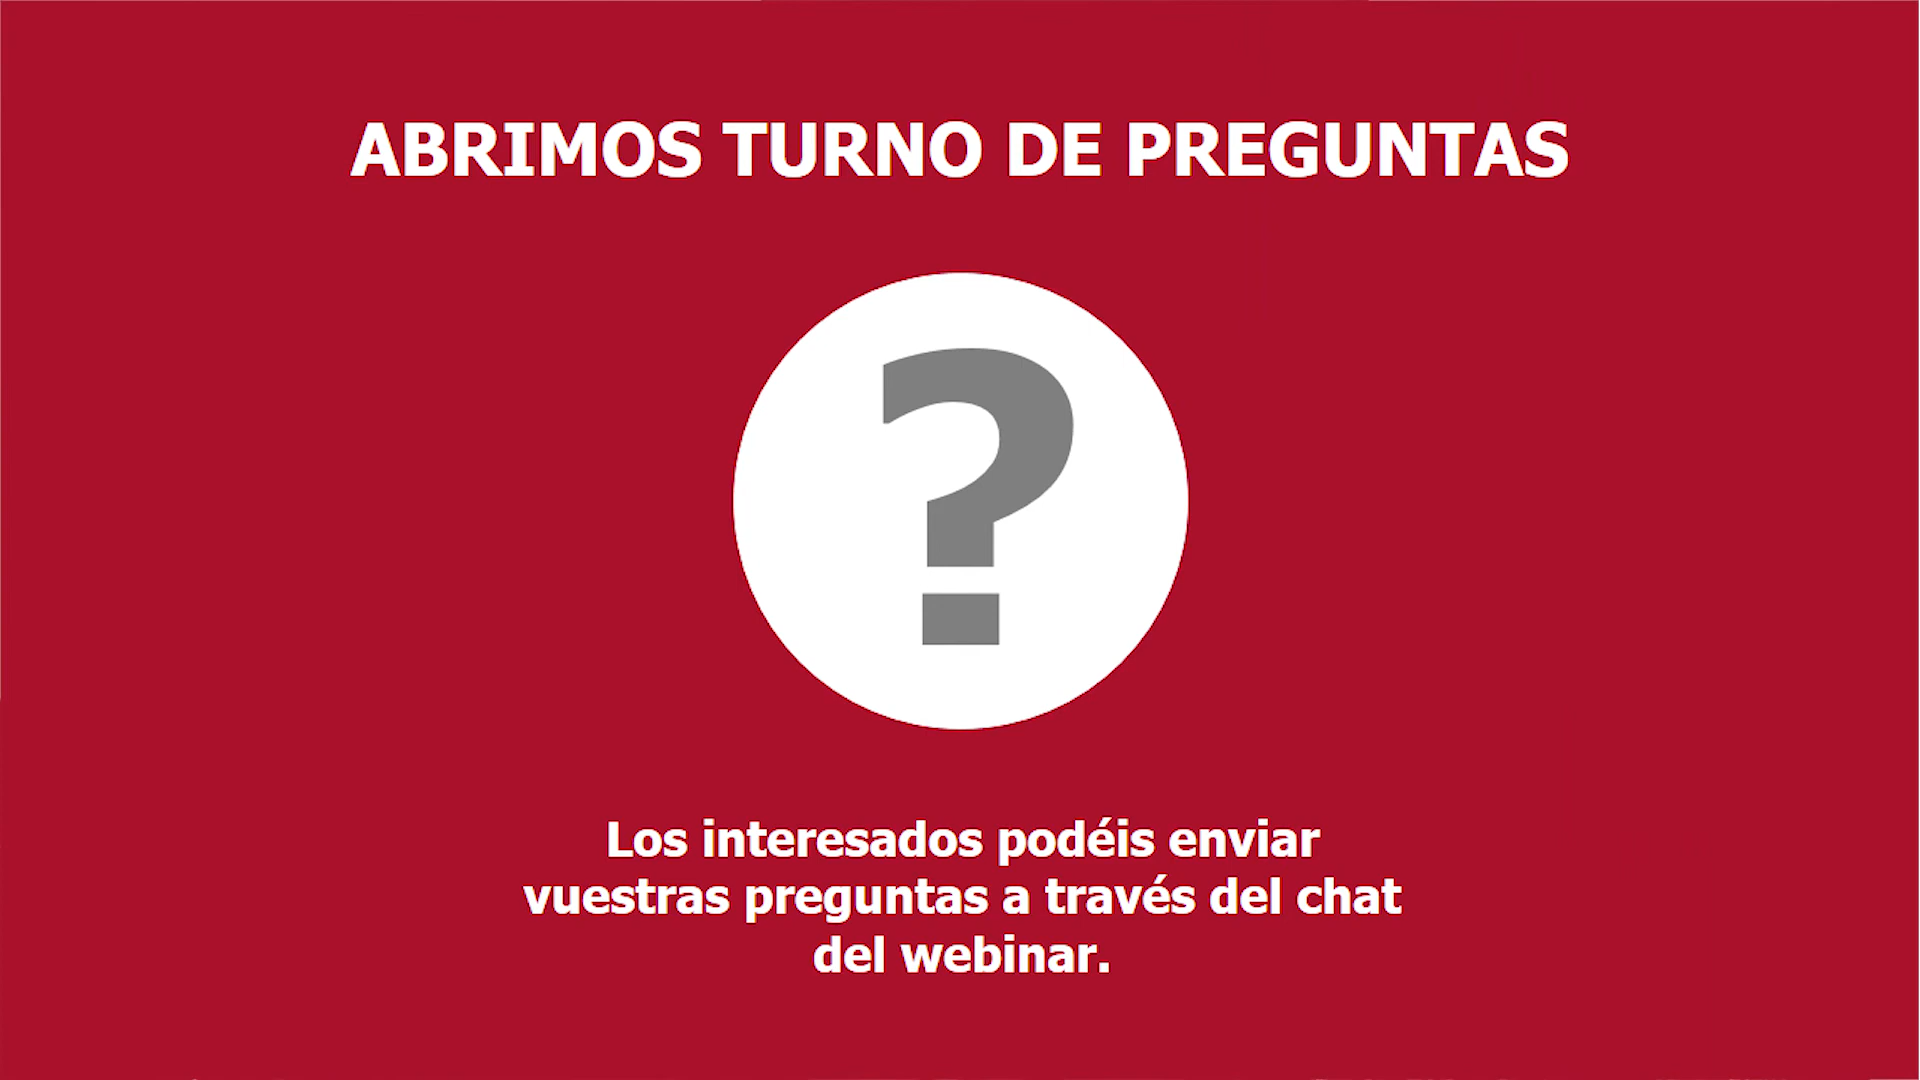 ABRIMOS TURNO DE PREGUNTAS
?
Los interesados podéis enviar
vuestras preguntas a través del chat
del webinar.